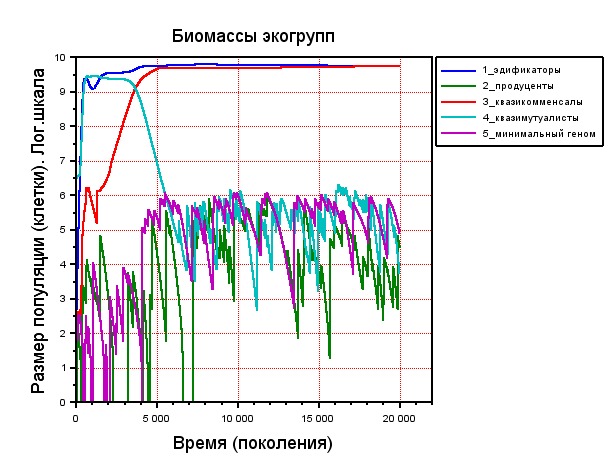 Биомассы экогрупп
Размер популяции (клетки). Лог.шкала
10
9
8
7
6
5
4
3
2
1
0
0 5 000 10 000 15 000 20 000
Время (поколения)
1_эдификаторы
2_продуценты
3_квазикомменсалы
4_квазимутуалисты
5_минимальный геном